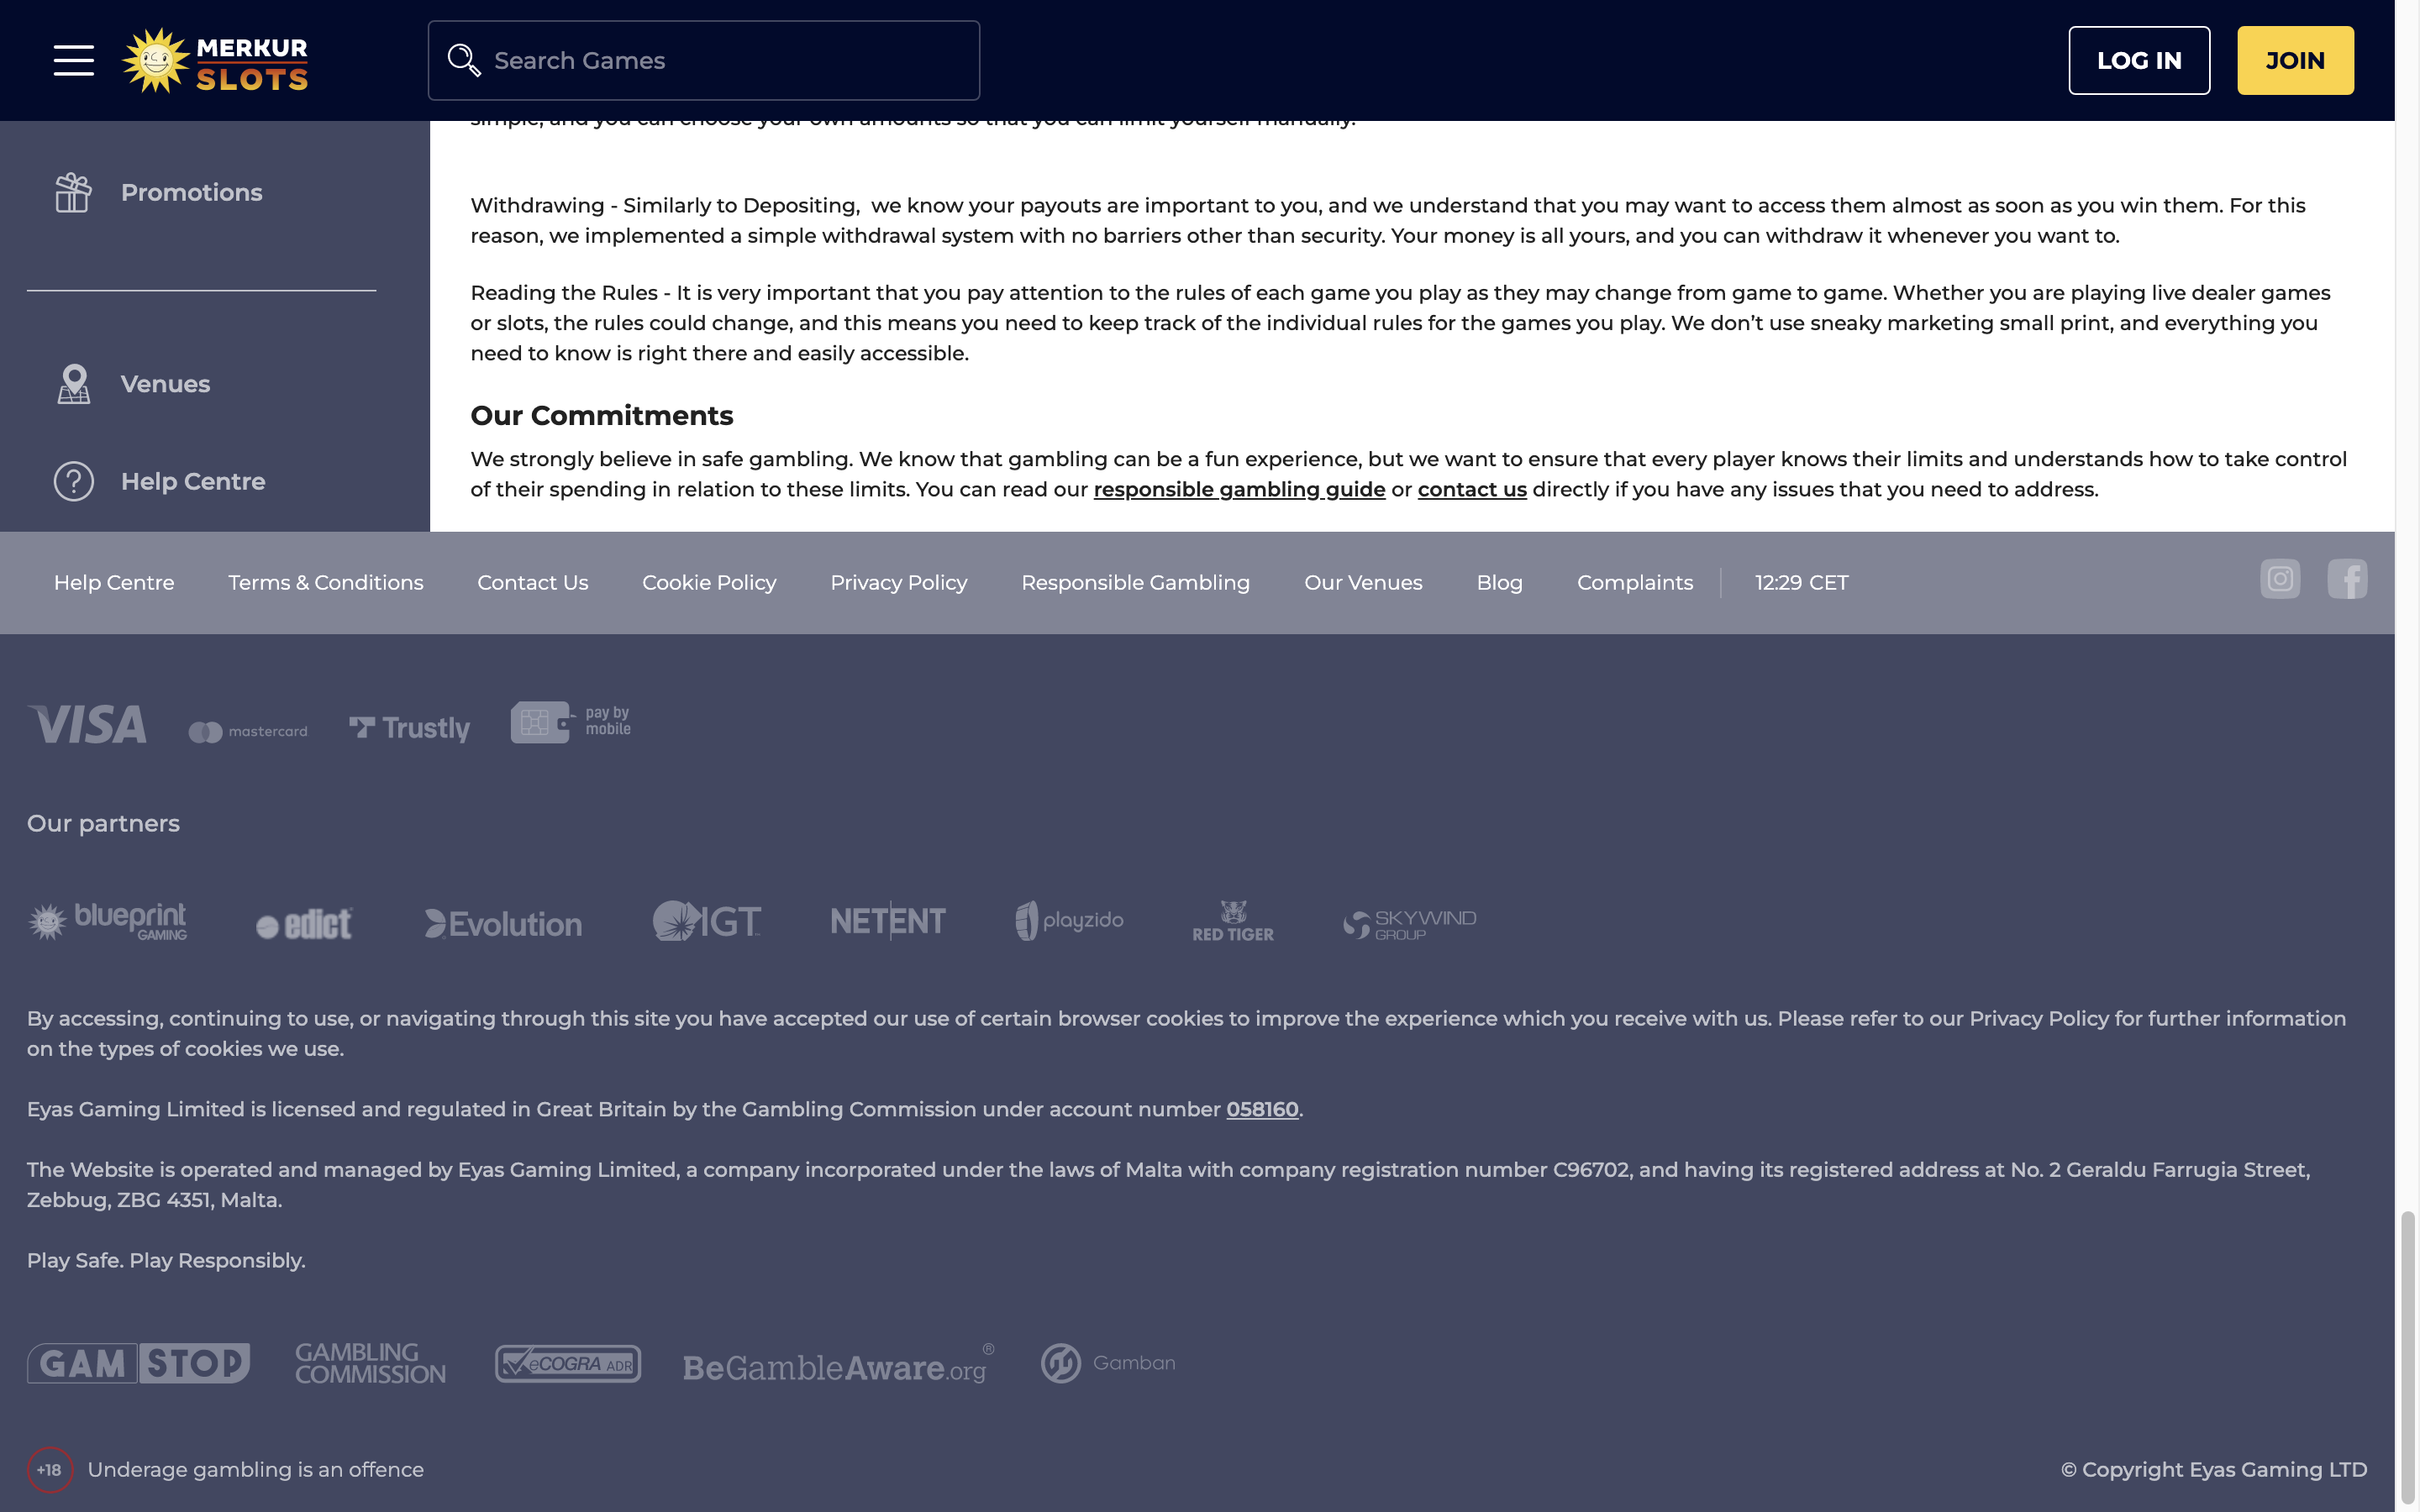 MERKUR
SLOTS
Search Games
LOG IN
JOIN
simple, and you can choose your own amounts so that you can limit yourself manually.
Promotions
Venues
Help Centre
Withdrawing - Similarly to Depositing,  we know your payouts are important to you, and we understand that you may want to access them almost as soon as you win them. For this
reason, we implemented a simple withdrawal system with no barriers other than security. Your money is all yours, and you can withdraw it whenever you want to.
Reading the Rules - It is very important that you pay attention to the rules of each game you play as they may change from game to game. Whether you are playing live dealer games
or slots, the rules could change, and this means you need to keep track of the individual rules for the games you play. We don’t use sneaky marketing small print, and everything you
need to know is right there and easily accessible.
Our Commitments
We strongly believe in safe gambling. We know that gambling can be a fun experience, but we want to ensure that every player knows their limits and understands how to take control
of their spending in relation to these limits. You can read our responsible gambling guide or contact us directly if you have any issues that you need to address.
Help Centre Terms & Conditions Contact Us Cookie Policy Privacy Policy Responsible Gambling Our Venues Blog Complaints 12:29 CET
VISA mastercard Trustly pay by
mobile
Our partners
blueprint
GAMING
edict
Evolution
IGT
NETENT
playzido
RED TIGER
SKYWIND
GROUP
By accessing, continuing to use, or navigating through this site you have accepted our use of certain browser cookies to improve the experience which you receive with us. Please refer to our Privacy Policy for further information
on the types of cookies we use.
Eyas Gaming Limited is licensed and regulated in Great Britain by the Gambling Commission under account number 058160.
The Website is operated and managed by Eyas Gaming Limited, a company incorporated under the laws of Malta with company registration number C96702, and having its registered address at No. 2 Geraldu Farrugia Street,
Zebbug, ZBG 4351, Malta.
Play Safe. Play Responsibly.
GAMSTOP
GAMBLING
COMMISSION
eCOGRA ADR
BeGambleAware.org®
Gamban
+18 Underage gambling is an offence
© Copyright Eyas Gaming LTD